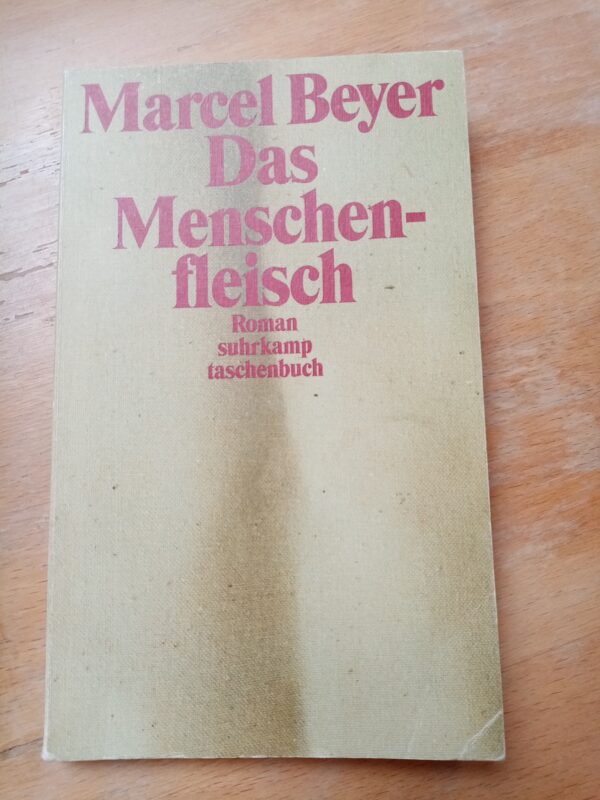 Marcel Beyer
Das
Menschen-
fleisch
Roman
suhrkamp
taschenbuch